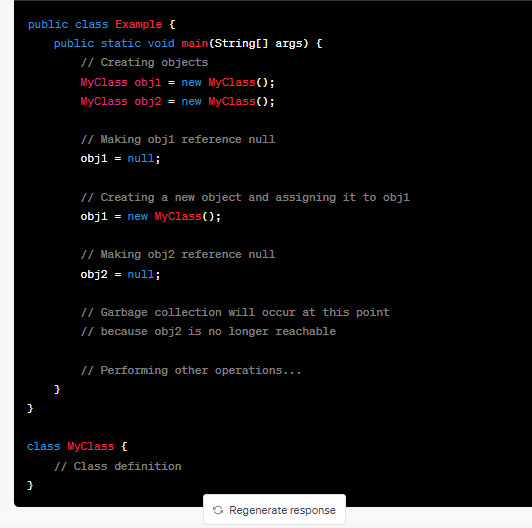 public class Example {
    public static void main(String[] args) {
        // Creating objects
        MyClass obj1 = new MyClass();
        MyClass obj2 = new MyClass();

        // Making obj1 reference null
        obj1 = null;

        // Creating a new object and assigning it to obj1
        obj1 = new MyClass();

        // Making obj2 reference null
        obj2 = null;

        // Garbage collection will occur at this point
        // because obj2 is no longer reachable

        // Performing other operations...
    }
}

class MyClass {
    // Class definition
}
Regenerate response